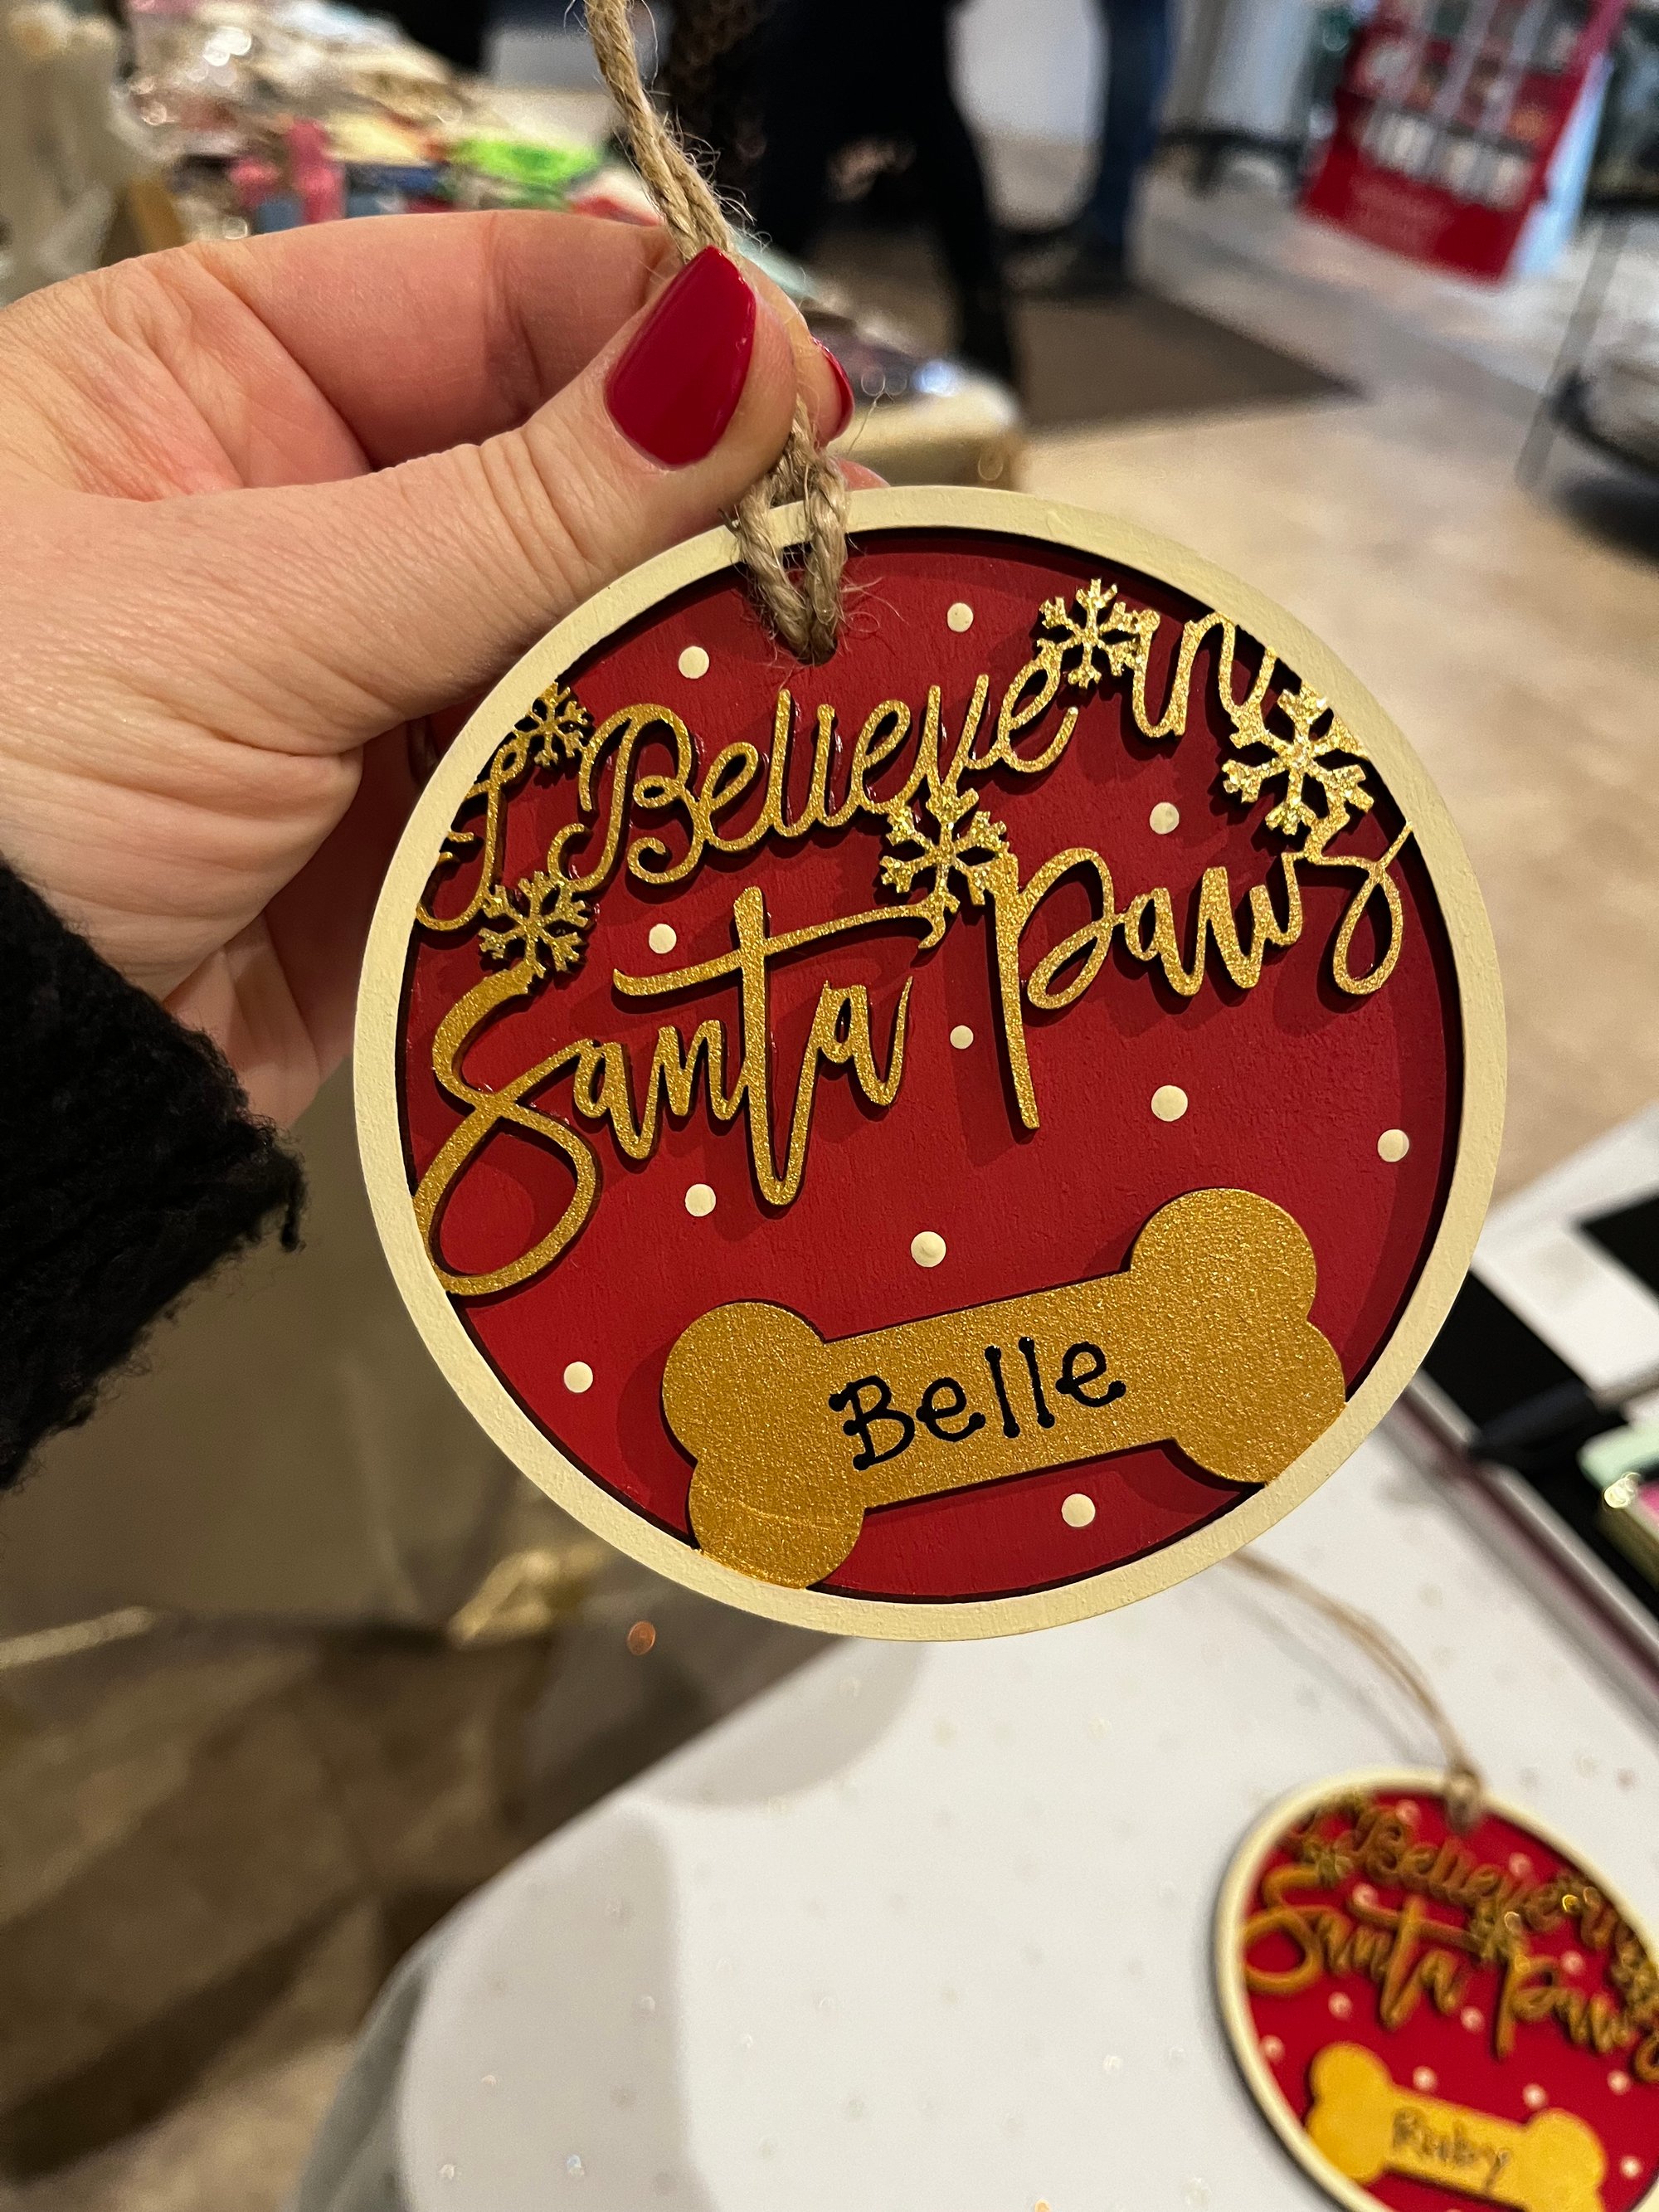 I Believe in
Santa Paws
Belle
I Believe in
Santa Paws
Ruby